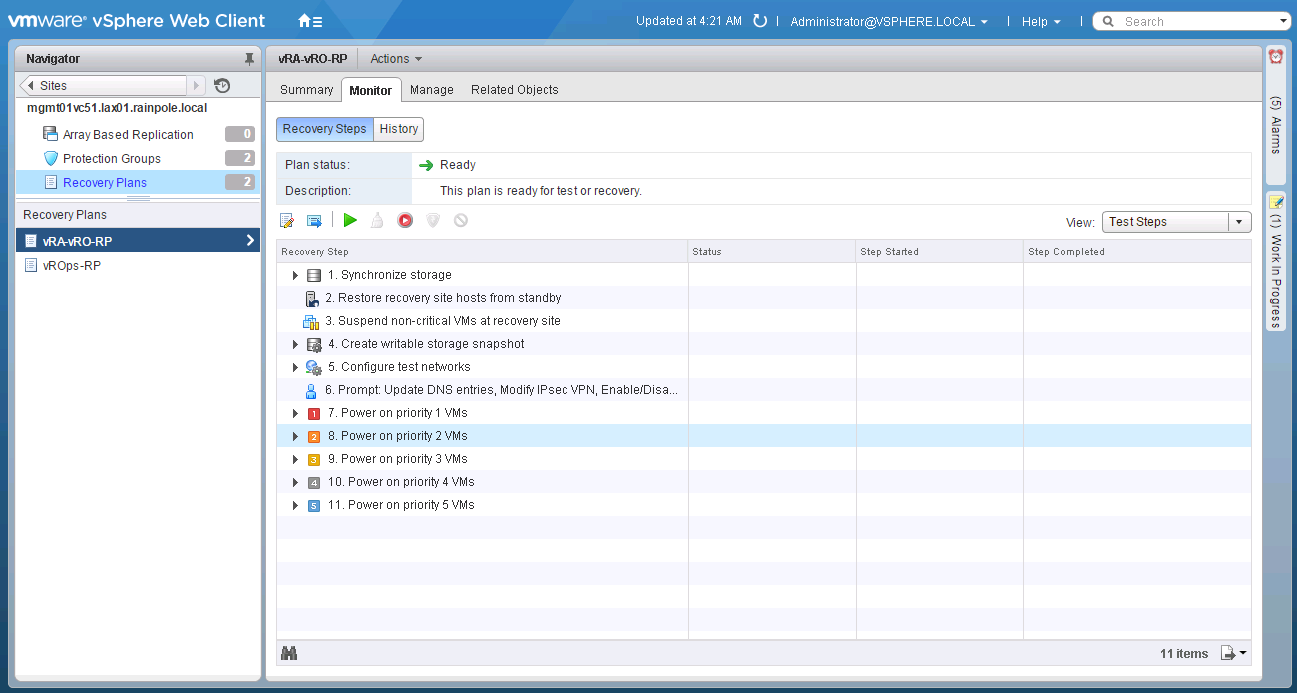 vmware® vSphere Web Client
Updated at 4:21 AM
Administrator@VSPHERE.LOCAL
Help
Search
Navigator
Sites
mgmt01vc51.lax01.rainpole.local
Array Based Replication 0
Protection Groups 2
Recovery Plans 2
Recovery Plans
vRA-vRO-RP
vROps-RP
vRA-vRO-RP Actions
Summary Monitor Manage Related Objects
Recovery Steps History
Plan status: Ready
Description: This plan is ready for test or recovery.
View: Test Steps
Recovery Step Status Step Started Step Completed
1. Synchronize storage
2. Restore recovery site hosts from standby
3. Suspend non-critical VMs at recovery site
4. Create writable storage snapshot
5. Configure test networks
6. Prompt: Update DNS entries, Modify IPsec VPN, Enable/Disa...
1 7. Power on priority 1 VMs
2 8. Power on priority 2 VMs
3 9. Power on priority 3 VMs
4 10. Power on priority 4 VMs
5 11. Power on priority 5 VMs
11 items
(5) Alarms
(1) Work In Progress